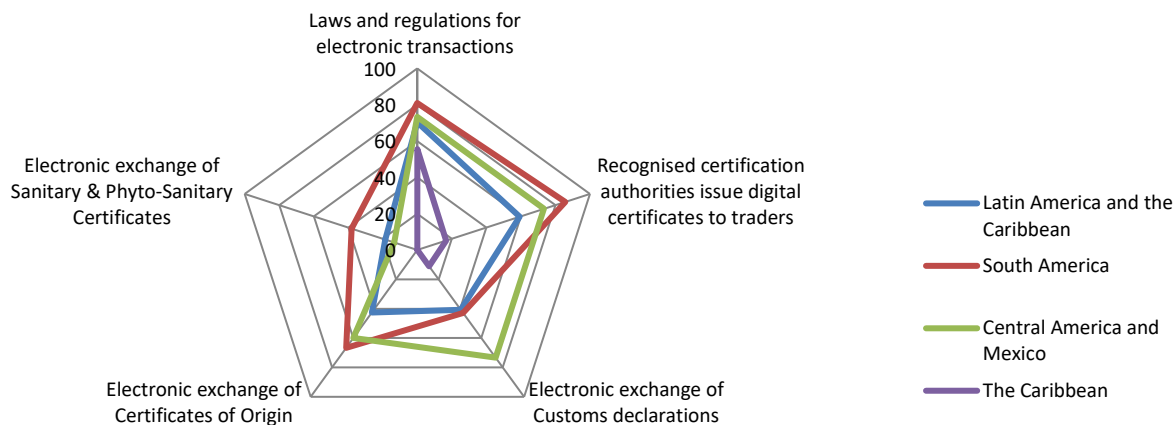 Laws and regulations for
electronic transactions
100
80
60
40
20
0
Recognised certification
authorities issue digital
certificates to traders
Electronic exchange of
Customs declarations
Electronic exchange of
Certificates of Origin
Electronic exchange of
Sanitary & Phyto-Sanitary
Certificates
Latin America and the
Caribbean
South America
Central America and
Mexico
The Caribbean